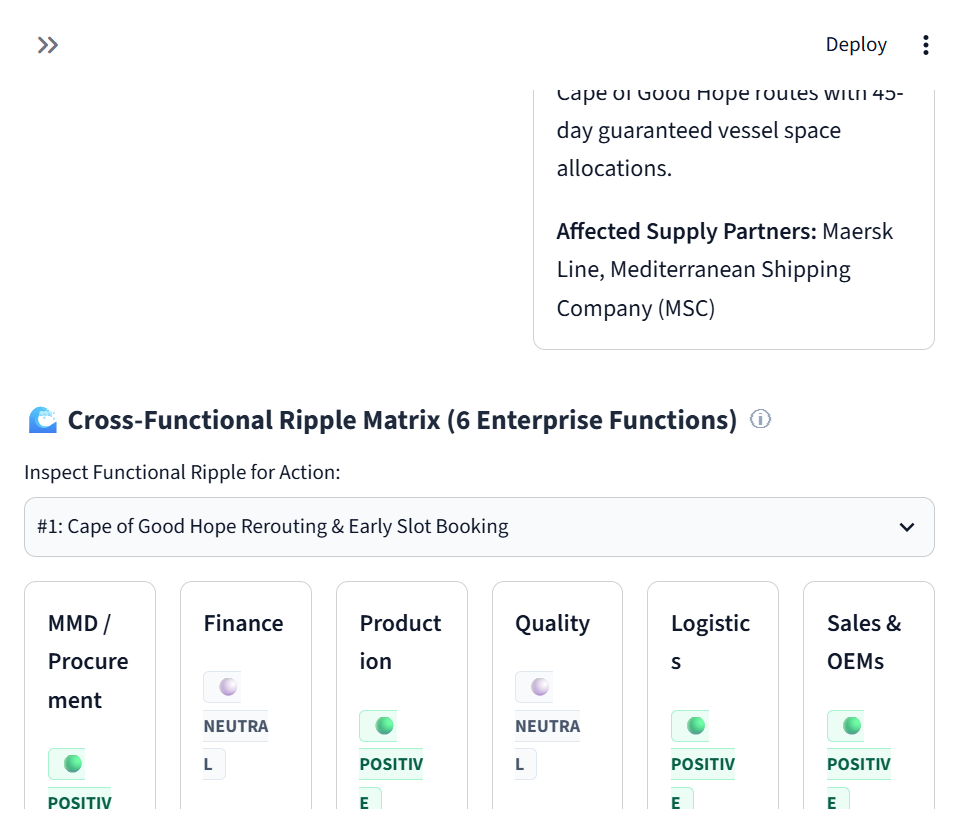 Deploy
Cape of Good Hope routes with 45-
day guaranteed vessel space
allocations.
Affected Supply Partners: Maersk
Line, Mediterranean Shipping
Company (MSC)
Cross-Functional Ripple Matrix (6 Enterprise Functions)
Inspect Functional Ripple for Action:
#1: Cape of Good Hope Rerouting & Early Slot Booking
MMD /
Procure
ment
POSITIV
Finance
NEUTRA
L
Product
ion
POSITIV
E
Quality
NEUTRA
L
Logistic
s
POSITIV
E
Sales &
OEMs
POSITIV
E